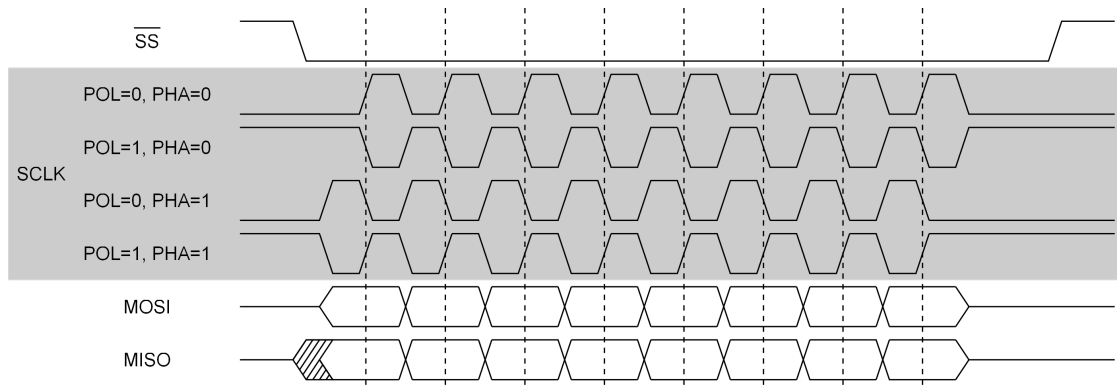 SS
POL=0, PHA=0
POL=1, PHA=0
SCLK
POL=0, PHA=1
POL=1, PHA=1
MOSI
MISO